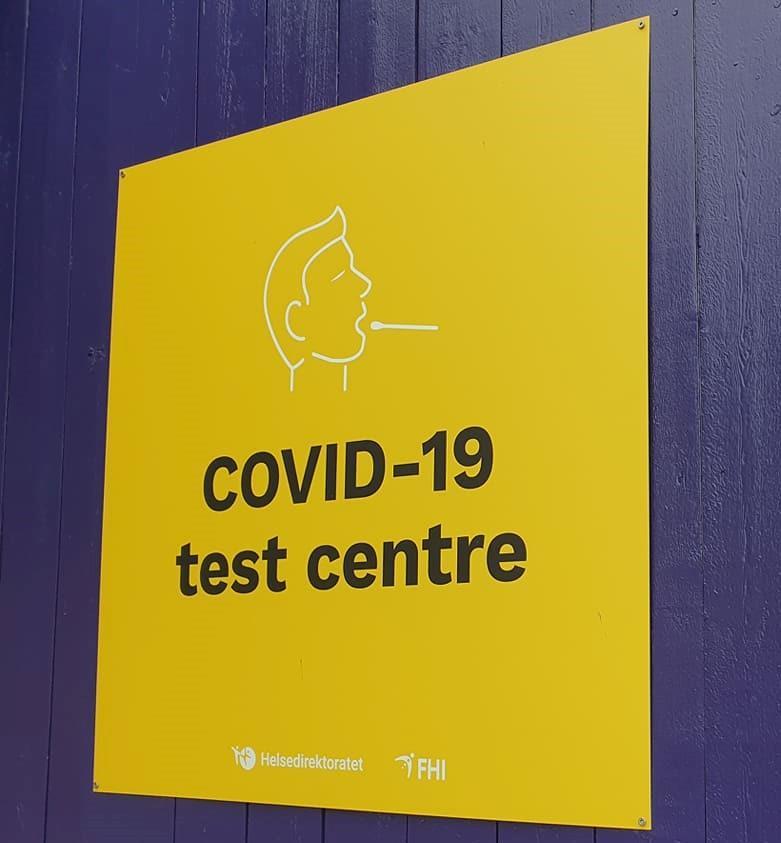 COVID-19
test centre
Helsedirektoratet FHI